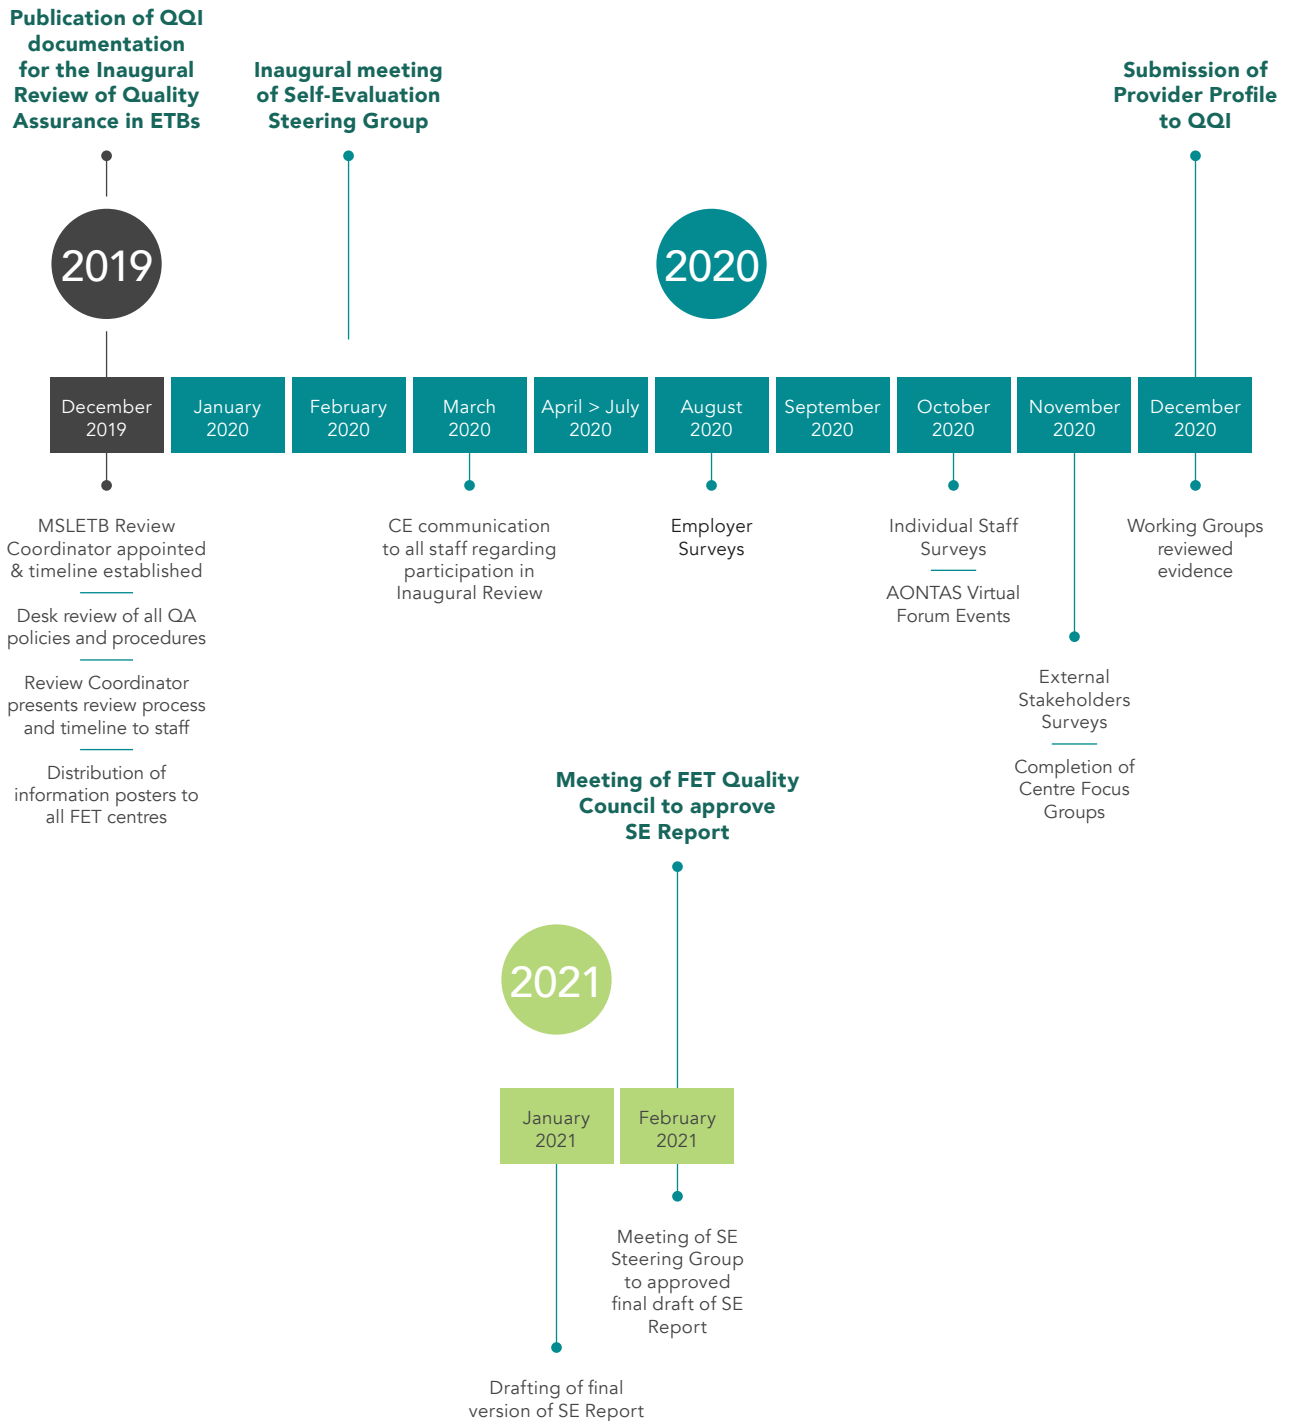 Publication of QQI
documentation
for the Inaugural
Review of Quality
Assurance in ETBs
Inaugural meeting
of Self-Evaluation
Steering Group
Submission of
Provider Profile
to QQI
2019
2020
December
2019
January
2020
February
2020
March
2020
April > July
2020
August
2020
September
2020
October
2020
November
2020
December
2020
MSLETB Review
Coordinator appointed
& timeline established
Desk review of all QA
policies and procedures
Review Coordinator
presents review process
and timeline to staff
Distribution of
information posters to
all FET centres
CE communication
to all staff regarding
participation in
Inaugural Review
Employer
Surveys
Individual Staff
Surveys
AONTAS Virtual
Forum Events
External
Stakeholders
Surveys
Completion of
Centre Focus
Groups
Working Groups
reviewed
evidence
Meeting of FET Quality
Council to approve
SE Report
2021
January
2021
February
2021
Meeting of SE
Steering Group
to approved
final draft of SE
Report
Drafting of final
version of SE Report